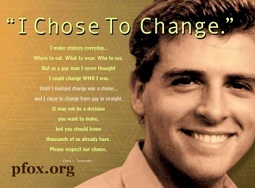 "I Chose To Change."
I make choices everyday...
Where to eat. What to wear. Who to see.
But as a gay man I never thought
I could change WHO I was.
Until I realized change was a choice...
and I chose to change from gay to straight.
It may not be a decision
you want to make,
but you should know
thousands of us already have.
Please respect our choice.
pfox.org